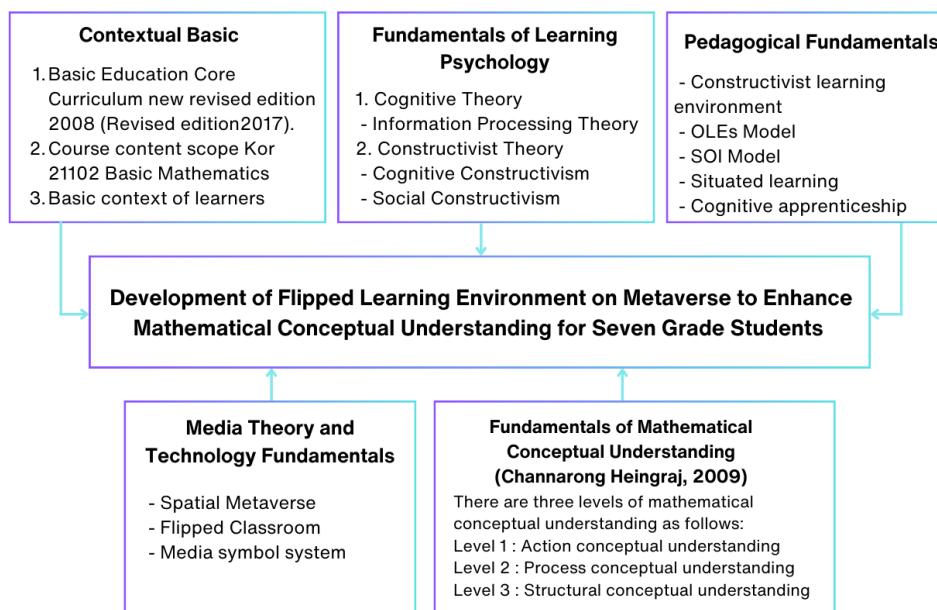 Contextual Basic
1. Basic Education Core
Curriculum new revised edition
2008 (Revised edition2017).
2. Course content scope Kor
21102 Basic Mathematics
3. Basic context of learners
Fundamentals of Learning
Psychology
1. Cognitive Theory
- Information Processing Theory
2. Constructivist Theory
- Cognitive Constructivism
- Social Constructivism
Pedagogical Fundamentals
- Constructivist learning
environment
- OLEs Model
- SOI Model
- Situated learning
- Cognitive apprenticeship
Development of Flipped Learning Environment on Metaverse to Enhance
Mathematical Conceptual Understanding for Seven Grade Students
Media Theory and
Technology Fundamentals
- Spatial Metaverse
- Flipped Classroom
- Media symbol system
Fundamentals of Mathematical
Conceptual Understanding
(Channarong Heingraj, 2009)
There are three levels of mathematical
conceptual understanding as follows:
Level 1 : Action conceptual understanding
Level 2 : Process conceptual understanding
Level 3 : Structural conceptual understanding